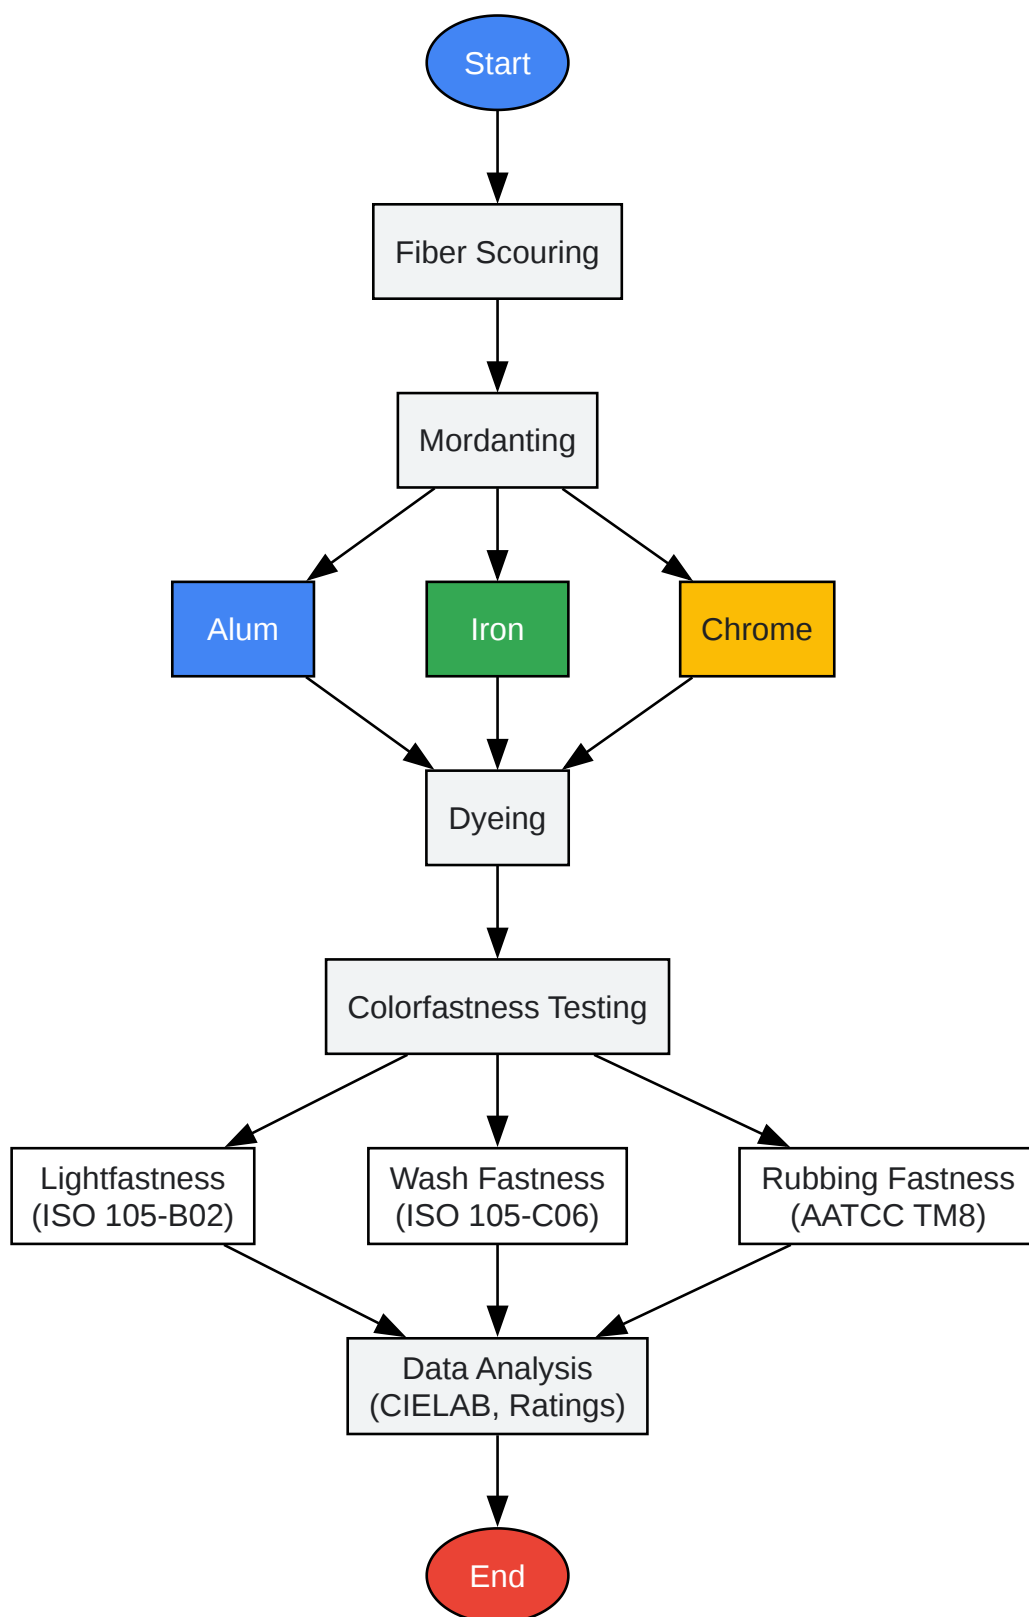 Start
Fiber Scouring
Mordanting
Alum
Iron
Chrome
Dyeing
Colorfastness Testing
Lightfastness
(ISO 105-B02)
Wash Fastness
(ISO 105-C06)
Rubbing Fastness
(AATCC TM8)
Data Analysis
(CIELAB, Ratings)
End